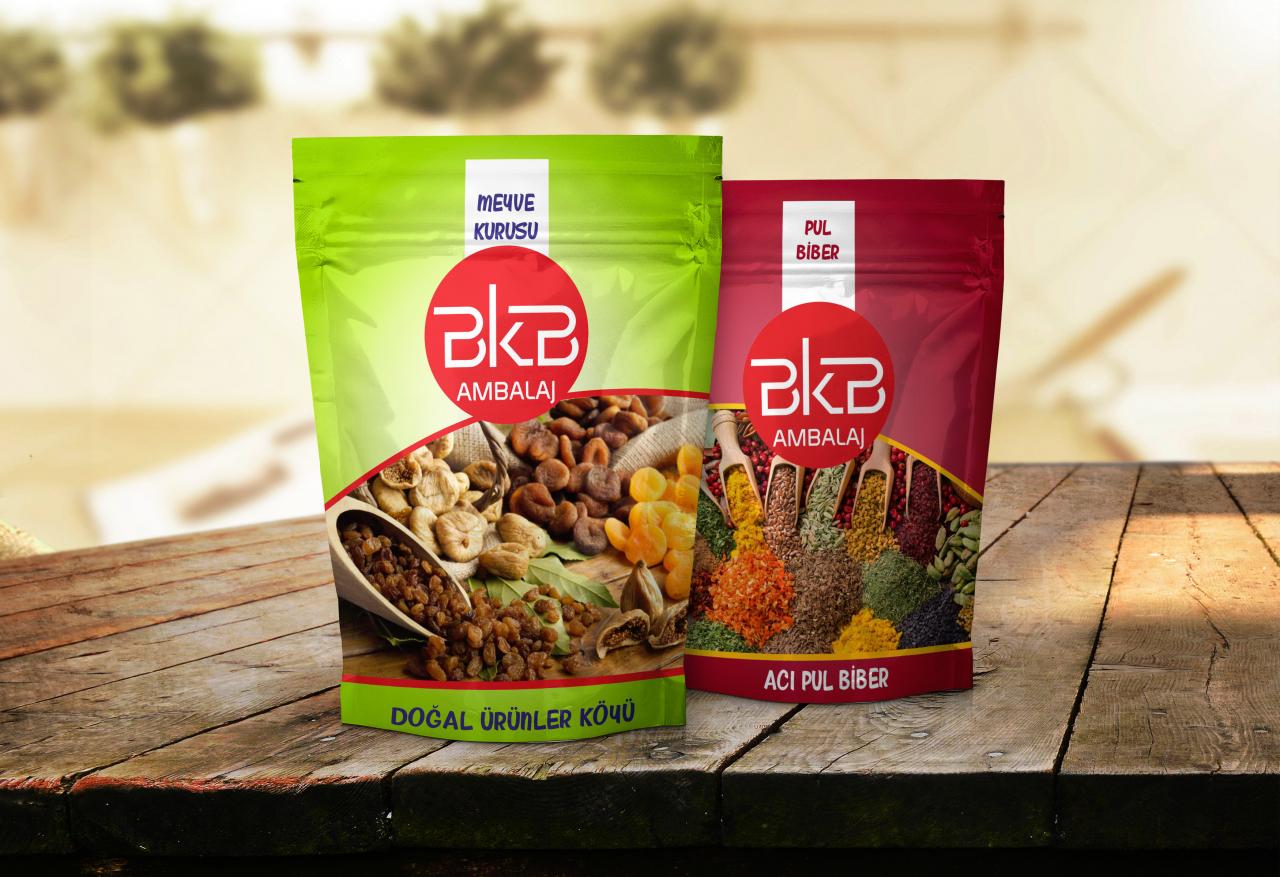 MEYVE
KURUSU
BKB
AMBALAJ
DOĞAL ÜRÜNLER KÖYÜ
PUL
BİBER
BKB
AMBALAJ
ACI PUL BİBER